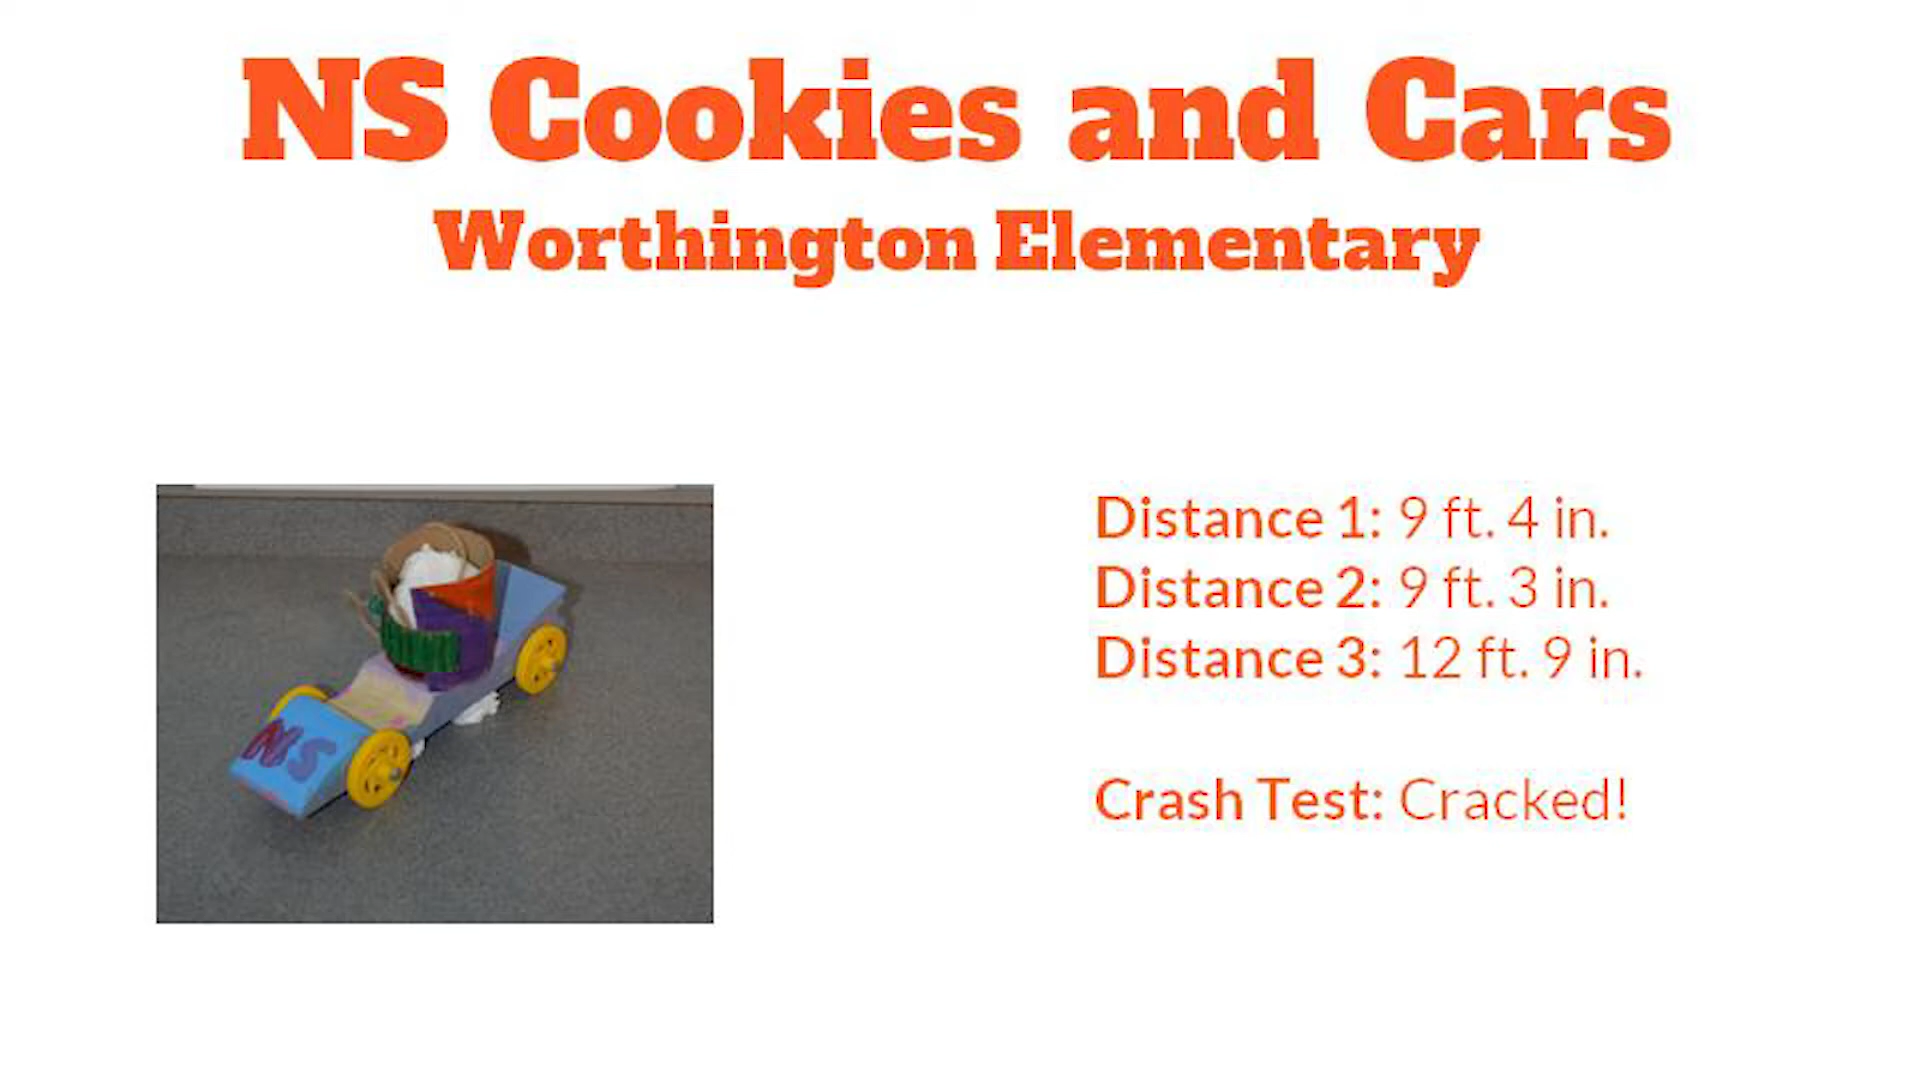 NS Cookies and Cars
Worthington Elementary
NS
Distance 1: 9 ft. 4 in.
Distance 2: 9 ft. 3 in.
Distance 3: 12 ft. 9 in.
Crash Test: Cracked!